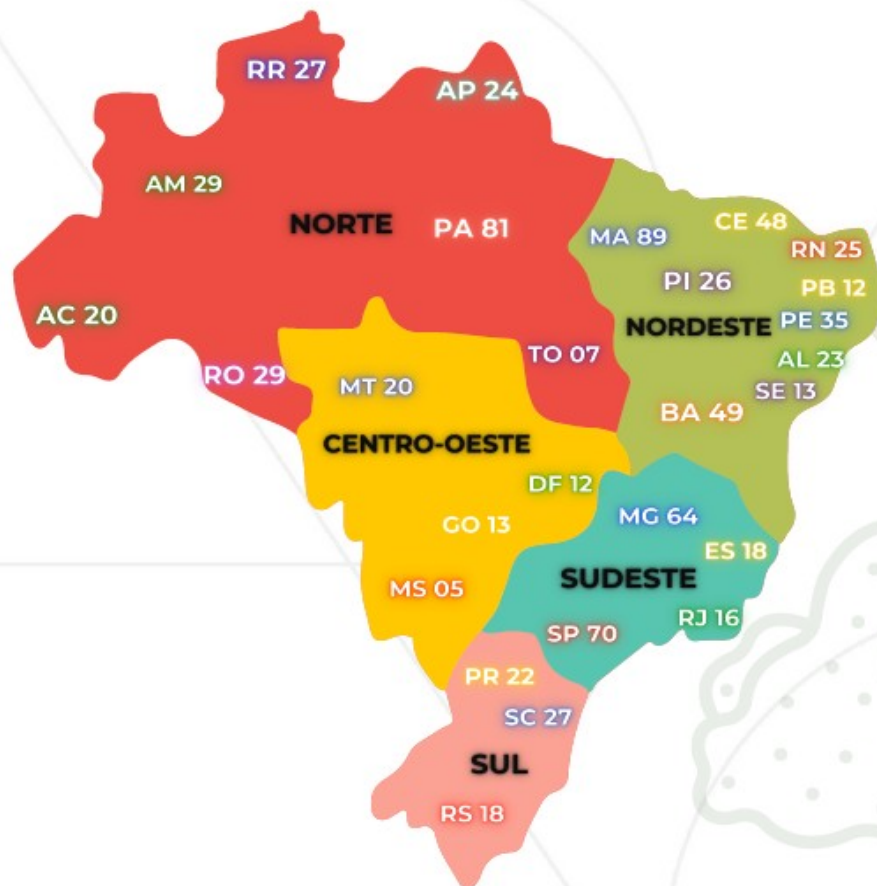 RR 27
AP 24
AM 29
NORTE
PA 81
AC 20
RO 29
TO 07
MA 89
CE 48
RN 25
PI 26
PB 12
NORDESTE
PE 35
AL 23
SE 13
BA 49
MT 20
CENTRO-OESTE
DF 12
GO 13
MS 05
MG 64
ES 18
SUDESTE
RJ 16
SP 70
PR 22
SC 27
SUL
RS 18